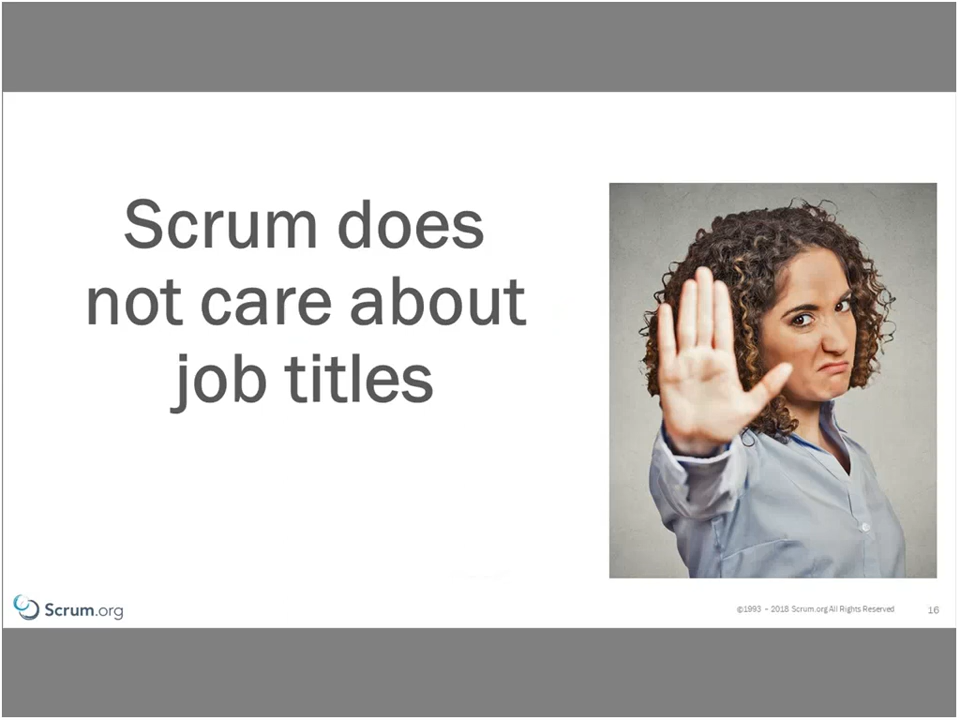 Scrum does
not care about
job titles
Scrum.org
©1993 - 2018 Scrum.org All Rights Reserved
16